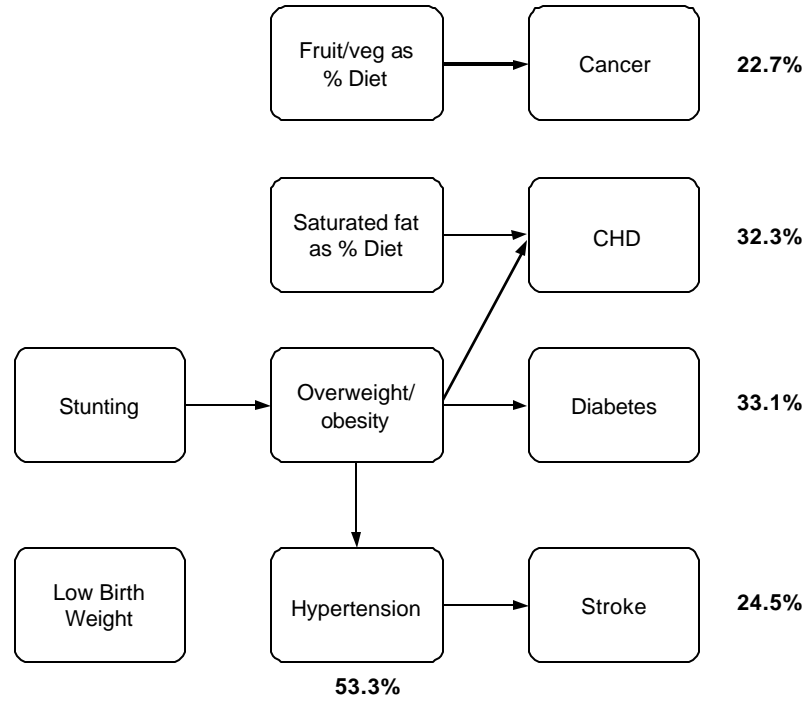 Fruit/veg as
% Diet
Cancer
22.7%
Saturated fat
as % Diet
CHD
32.3%
Stunting
Overweight/
obesity
Diabetes
33.1%
Low Birth
Weight
Hypertension
Stroke
24.5%
53.3%